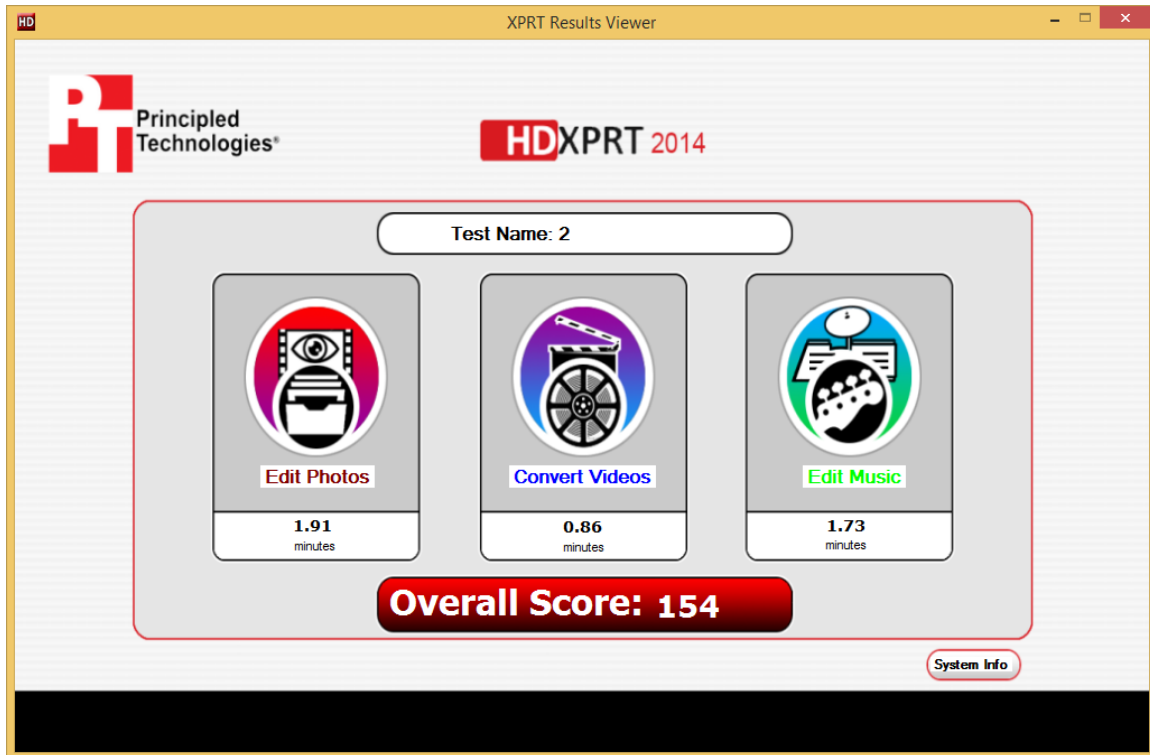 HD
XPRT Results Viewer
PT
Principled
Technologies®
HDXPRT 2014
Test Name: 2
Edit Photos
Convert Videos
Edit Music
1.91
minutes
0.86
minutes
1.73
minutes
Overall Score: 154
System Info